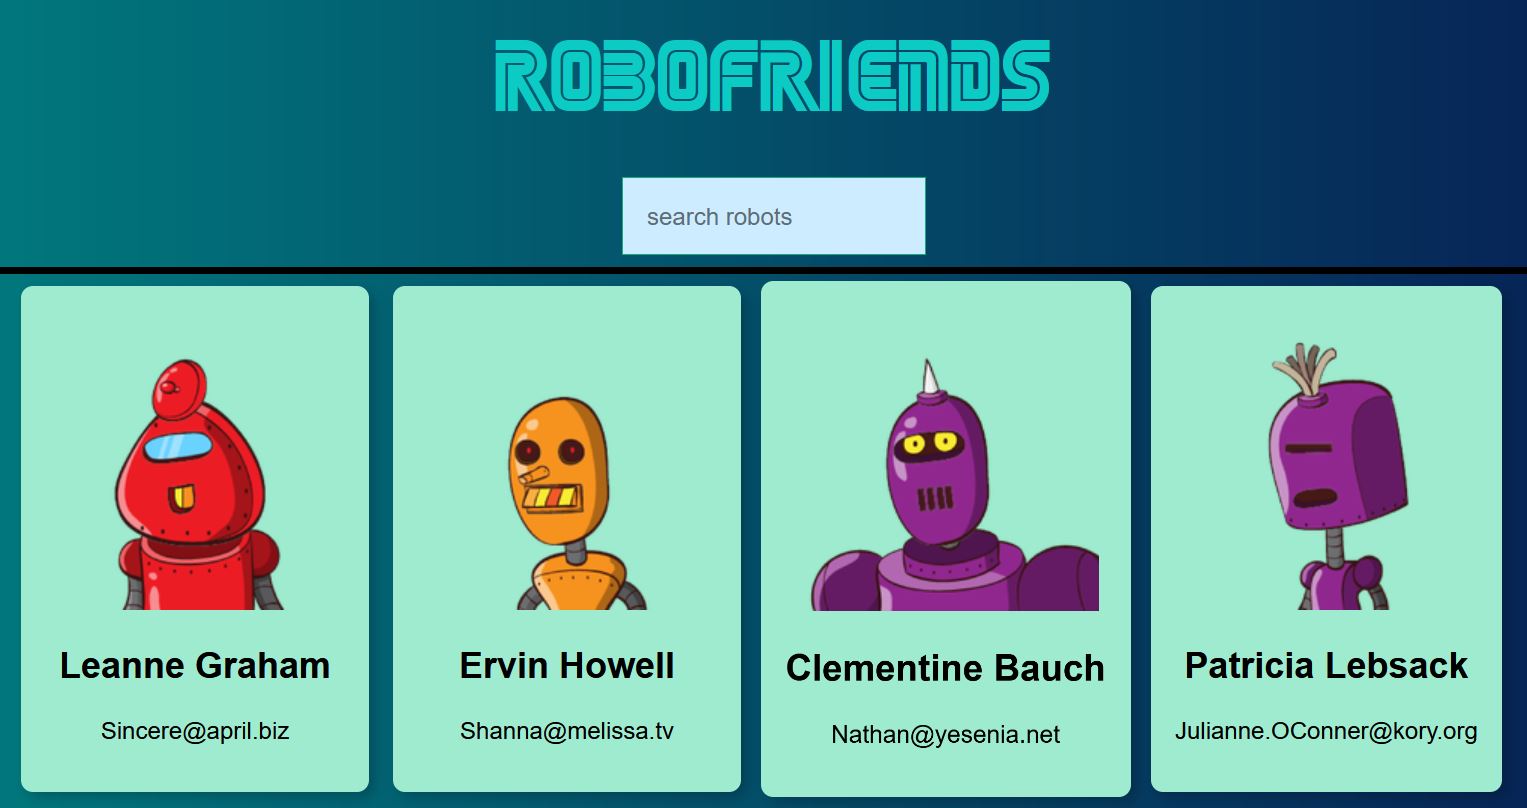 ROBOFRIENDS
search robots
Leanne Graham
Sincere@april.biz
Ervin Howell
Shanna@melissa.tv
Clementine Bauch
Nathan@yesenia.net
Patricia Lebsack
Julianne.OConner@kory.org